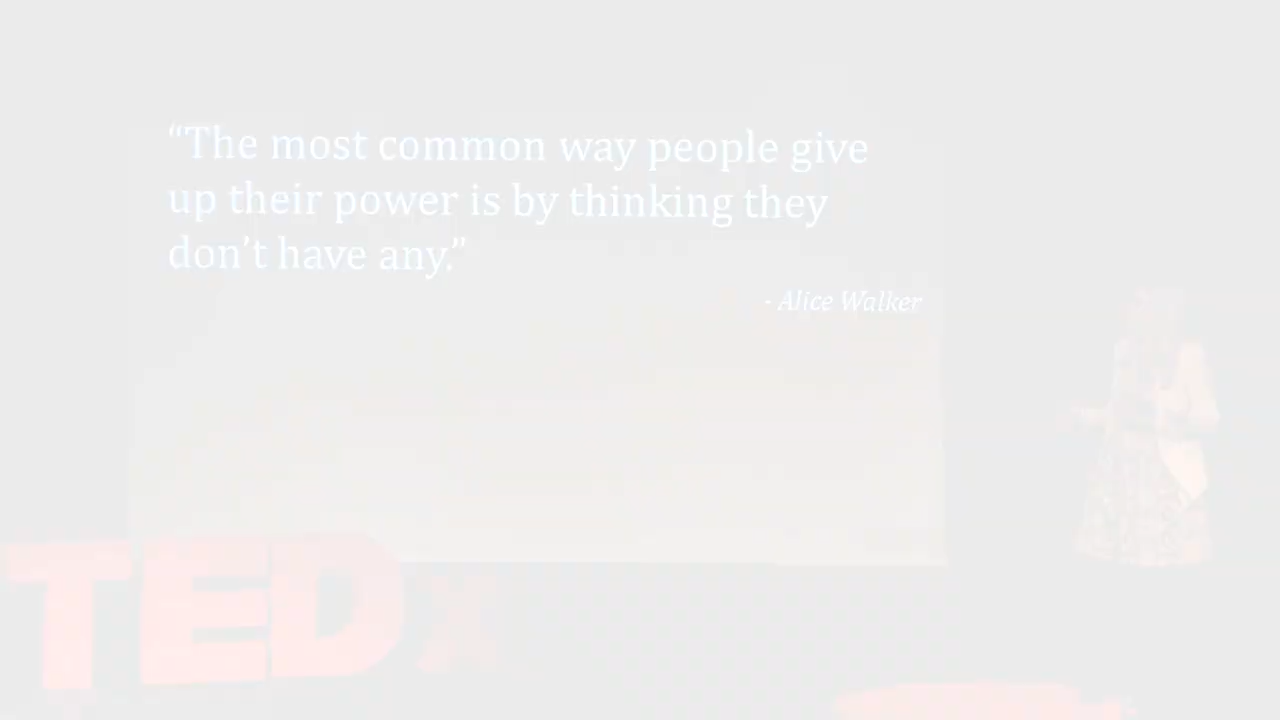 “The most common way people give
up their power is by thinking they
don’t have any.”
- Alice Walker
TEDx